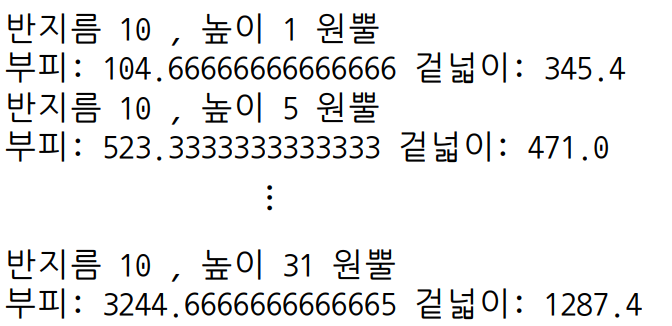 반지름 10 , 높이 1 원뿔
부피: 104.66666666666666 겉넓이: 345.4
반지름 10 , 높이 5 원뿔
부피: 523.3333333333333 겉넓이: 471.0
⋮
반지름 10 , 높이 31 원뿔
부피: 3244.6666666666665 겉넓이: 1287.4